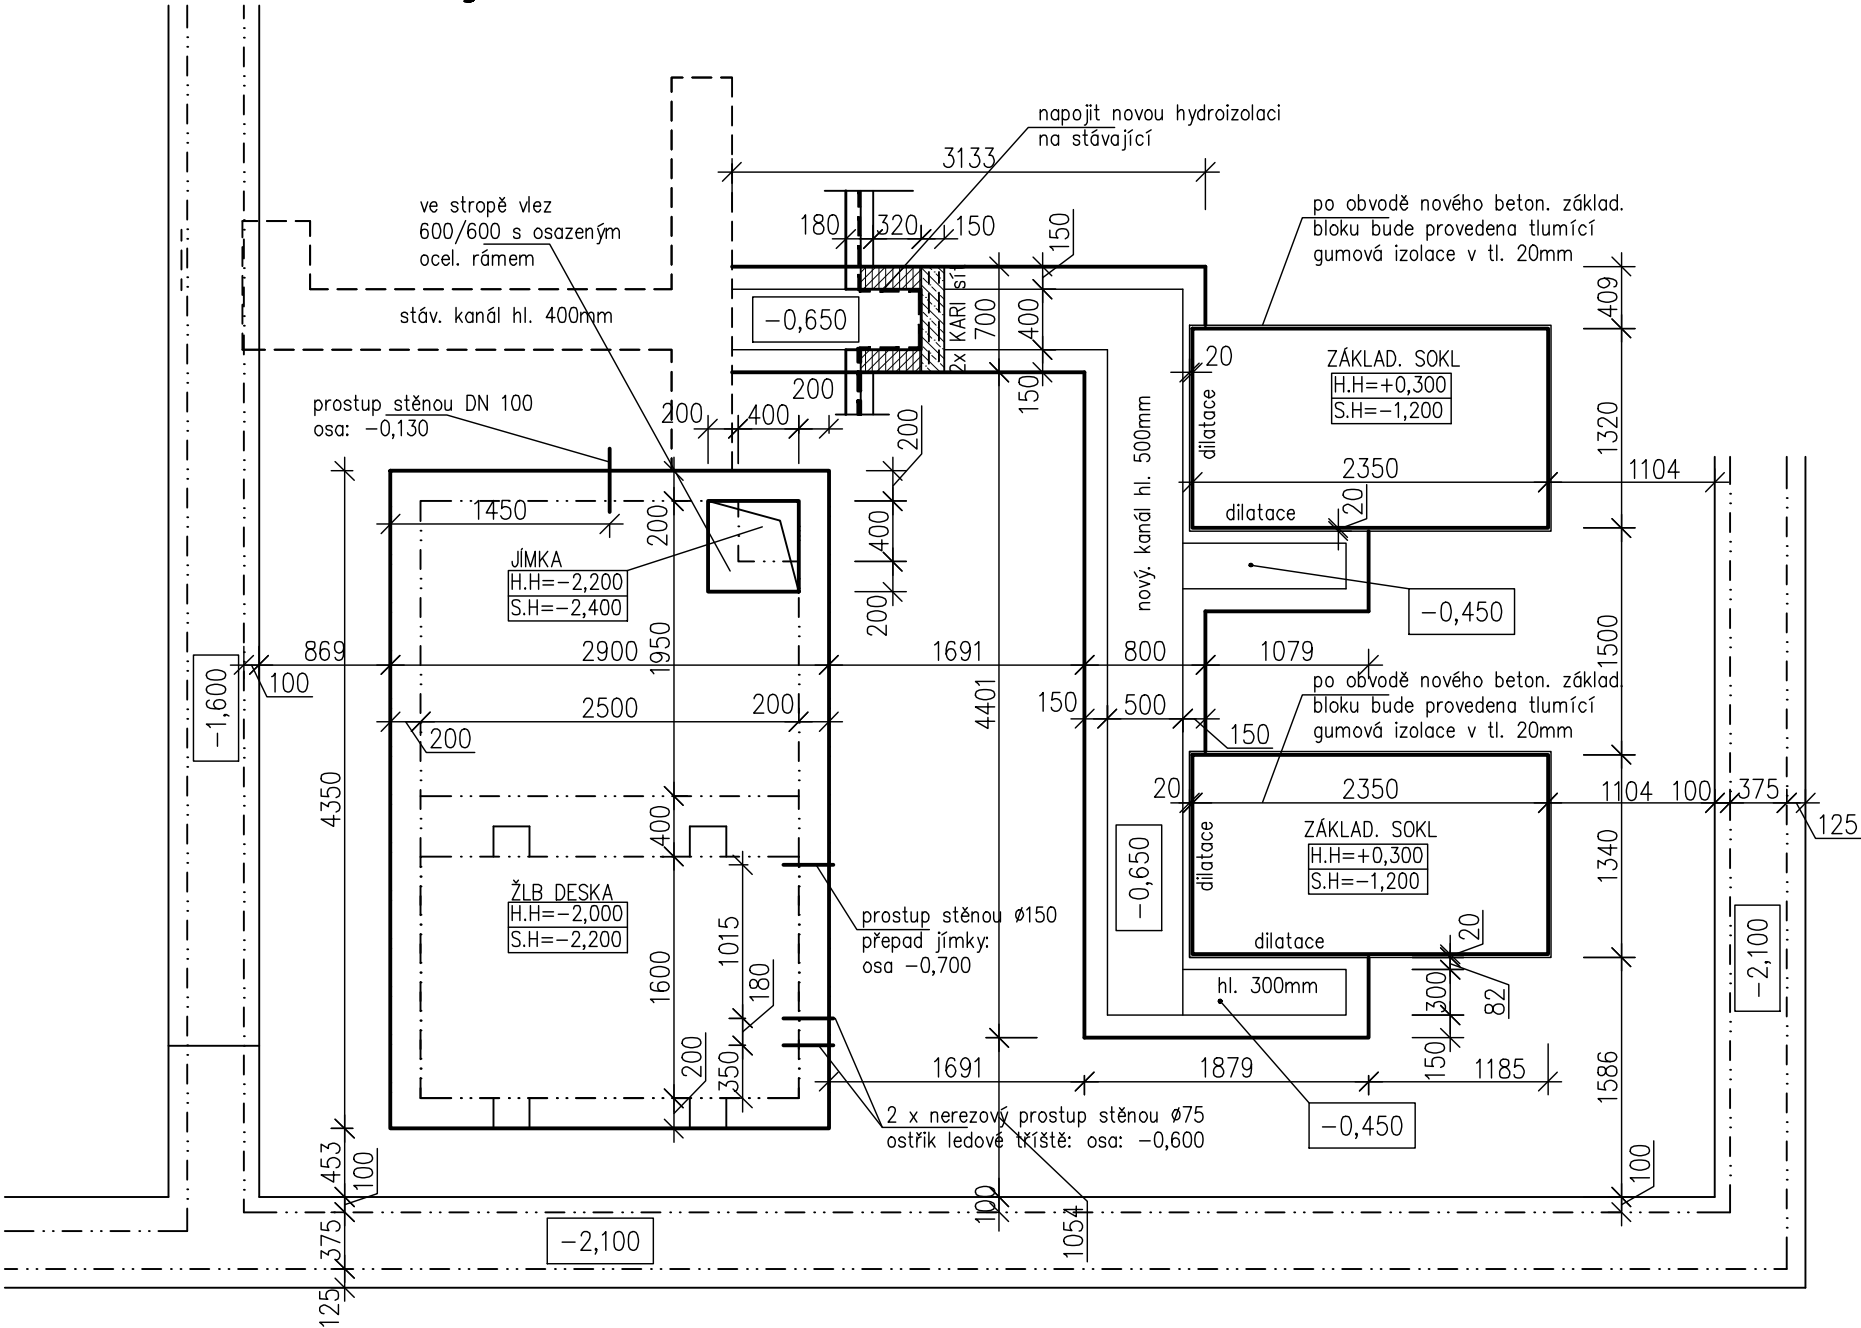 napojit novou hydroizolaci
na stávající
3133
ve stropě vlez
600/600 s osazeným
ocel. rámem
180
320
150
150
po obvodě nového beton. základ.
bloku bude provedena tlumící
gumová izolace v tl. 20mm
409
stáv. kanál hl. 400mm
-0,650
2x KARI sí
700
400
150
20
ZÁKLAD. SOKL
H.H=+0,300
S.H=-1,200
dilatace
1320
prostup stěnou DN 100
osa: -0,130
200
200
400
200
nový. kanál hl. 500mm
2350
1104
1450
200
400
200
dilatace
20
JÍMKA
H.H=-2,200
S.H=-2,400
-0,450
1500
869
2900
1950
1691
800
1079
100
-1,600
po obvodě nového beton. základ.
bloku bude provedena tlumící
gumová izolace v tl. 20mm
2500
200
200
4401
150
500
150
4350
20
2350
1104
100
375
125
400
-0,650
dilatace
ZÁKLAD. SOKL
H.H=+0,300
S.H=-1,200
1340
ŽLB DESKA
H.H=-2,000
S.H=-2,200
1015
prostup stěnou ø150
přepad jímky:
osa -0,700
dilatace
20
-2,100
1600
180
hl. 300mm
300
82
200
350
1691
1879
150
1185
1586
2 x nerezový prostup stěnou ø75
ostřik ledové tříště: osa: -0,600
-0,450
453
100
100
100
375
-2,100
1054
125